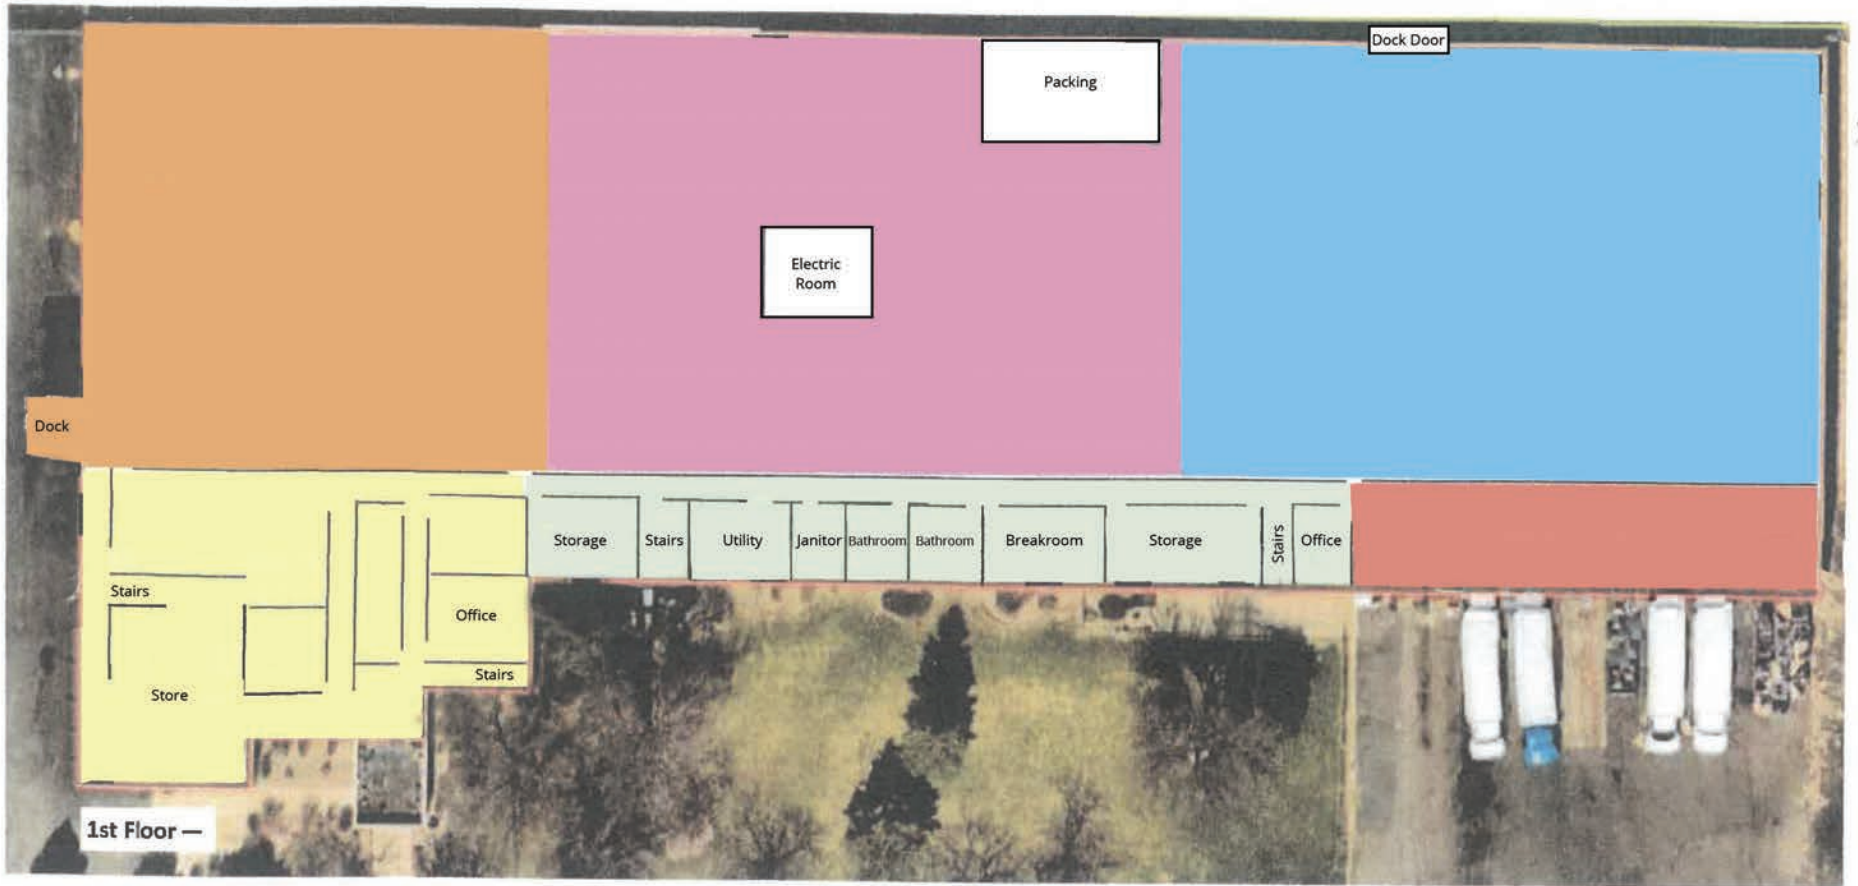 Dock Door
Packing
Electric
Room
Dock
Storage
Stairs
Utility
Janitor
Bathroom
Bathroom
Breakroom
Storage
Stairs
Office
Stairs
Office
Stairs
Store
1st Floor —